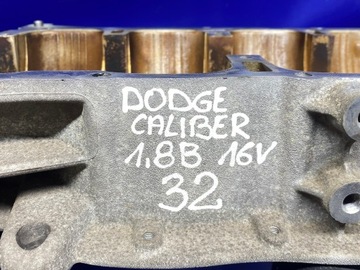 DODGE
CALIBER
1,8B 16V
32